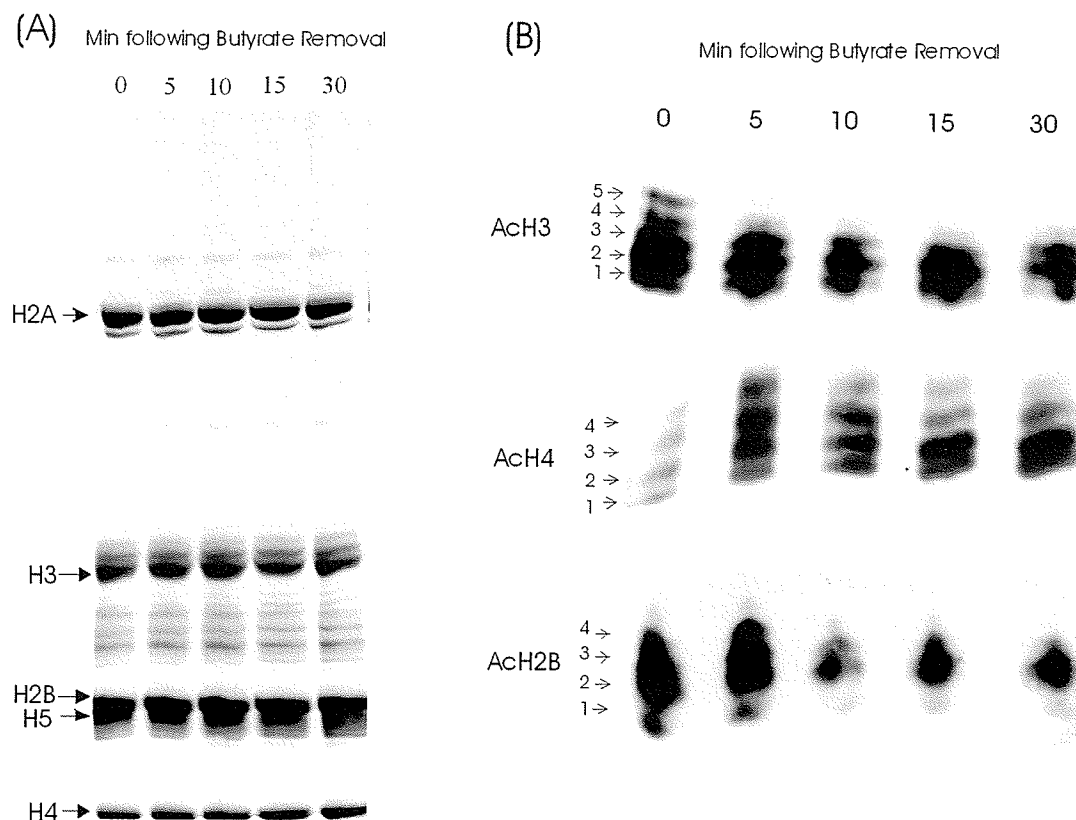 (A)
Min following Butyrate Removal
0 5 10 15 30
H2A
H3
H2B
H5
H4
(B)
Min following Butyrate Removal
0 5 10 15 30
AcH3
5
4
3
2
1
AcH4
4
3
2
1
AcH2B
4
3
2
1